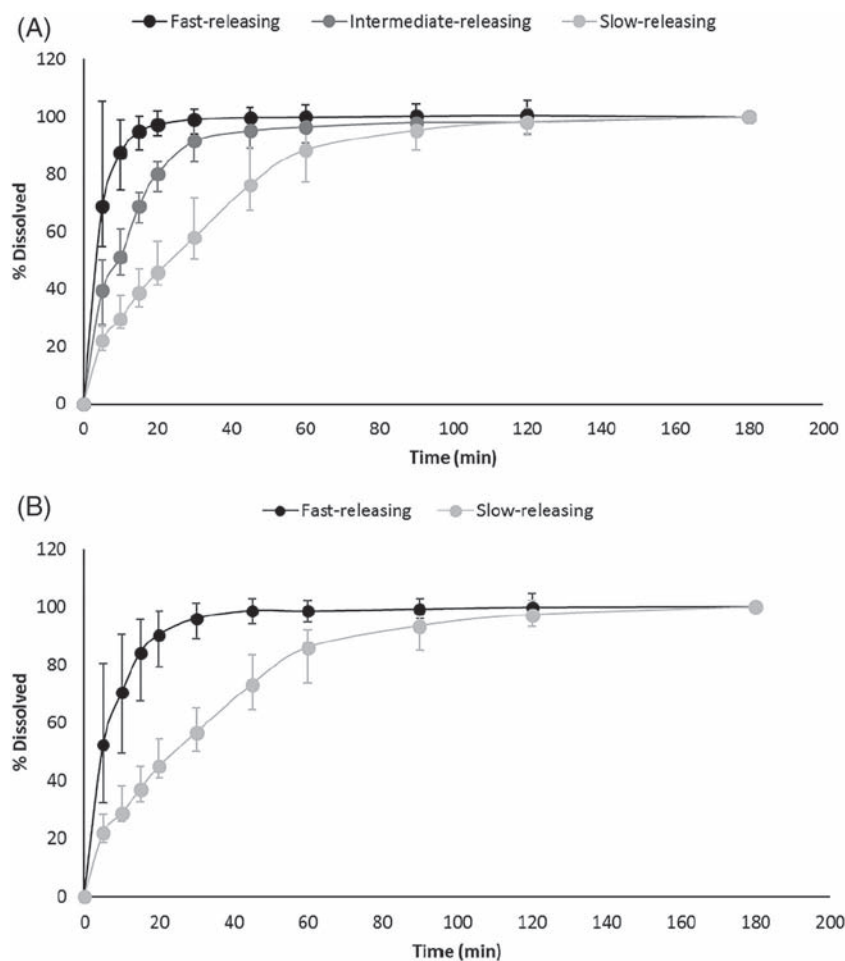 (A)
Fast-releasing Intermediate-releasing Slow-releasing
120
100
80
60
40
20
0
% Dissolved
0 20 40 60 80 100 120 140 160 180 200
Time (min)
(B)
Fast-releasing Slow-releasing
120
100
80
60
40
20
0
% Dissolved
0 20 40 60 80 100 120 140 160 180 200
Time (min)